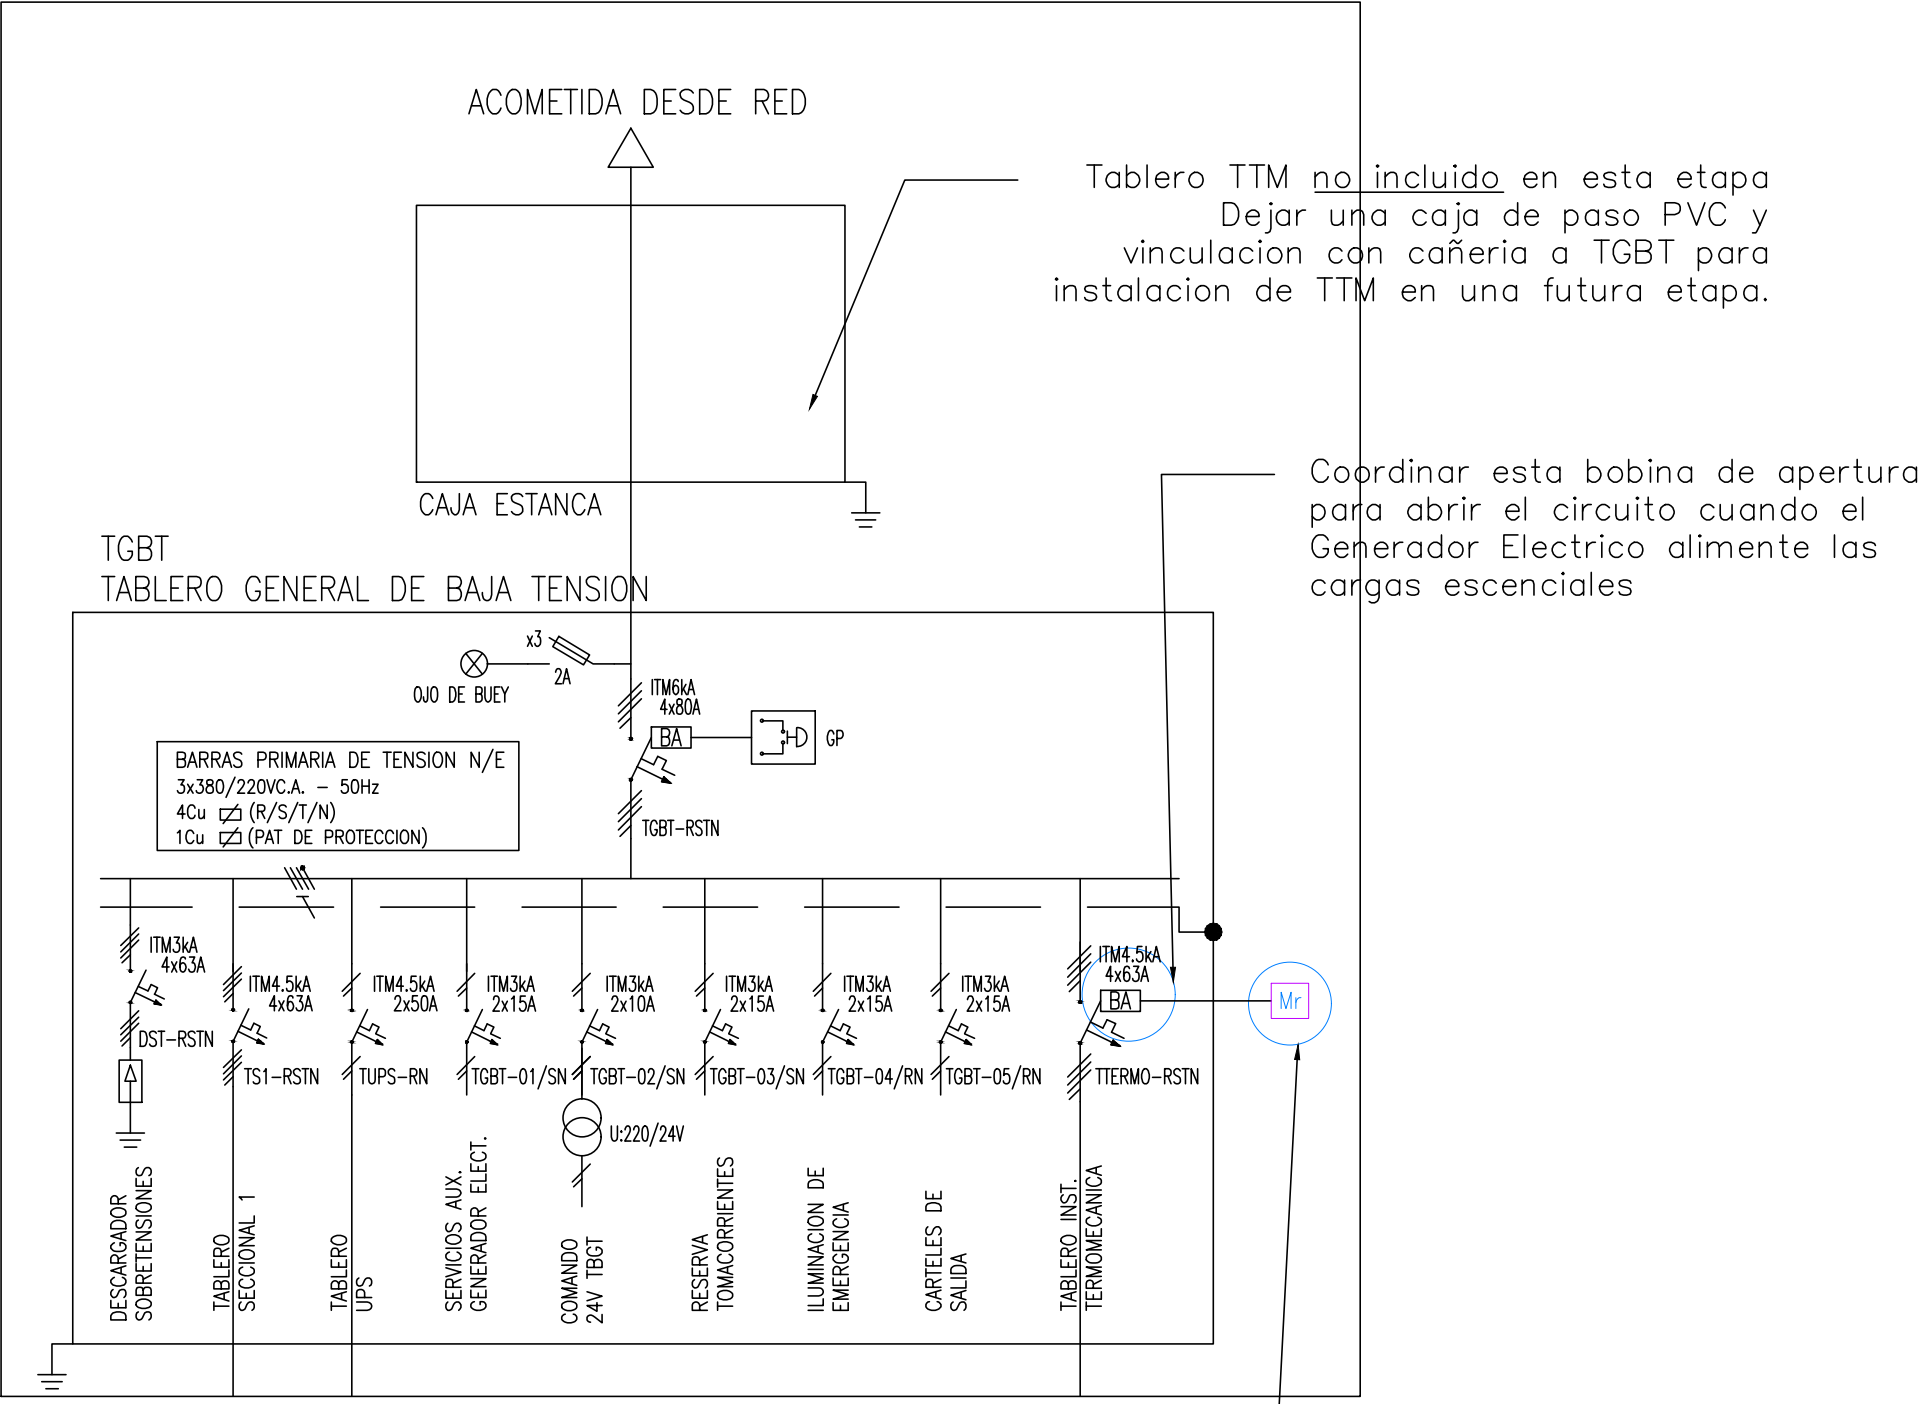 ACOMETIDA DESDE RED
Tablero TTM no incluido en esta etapa
Dejar una caja de paso PVC y
vinculacion con cañeria a TGBT para
instalacion de TTM en una futura etapa.
CAJA ESTANCA
Coordinar esta bobina de apertura
para abrir el circuito cuando el
Generador Electrico alimente las
cargas escenciales
TGBT
TABLERO GENERAL DE BAJA TENSION
x3
2A
OJO DE BUEY
ITM6kA
4x80A
BA
GP
BARRAS PRIMARIA DE TENSION N/E
3x380/220VC.A. - 50Hz
4Cu (R/S/T/N)
1Cu (PAT DE PROTECCION)
TGBT-RSTN
ITM3kA
4x63A
DST-RSTN
DESCARGADOR
SOBRETENSIONES
ITM4.5kA
4x63A
TS1-RSTN
TABLERO
SECCIONAL 1
ITM4.5kA
2x50A
TUPS-RN
TABLERO
UPS
ITM3kA
2x15A
TGBT-01/SN
SERVICIOS AUX.
GENERADOR ELECT.
ITM3kA
2x10A
TGBT-02/SN
U:220/24V
COMANDO
24V TBGT
ITM3kA
2x15A
TGBT-03/SN
RESERVA
TOMACORRIENTES
ITM3kA
2x15A
TGBT-04/RN
ILUMINACION DE
EMERGENCIA
ITM3kA
2x15A
TGBT-05/RN
CARTELES DE
SALIDA
ITM4.5kA
4x63A
BA
Mr
TTERMO-RSTN
TABLERO INST.
TERMOMECANICA